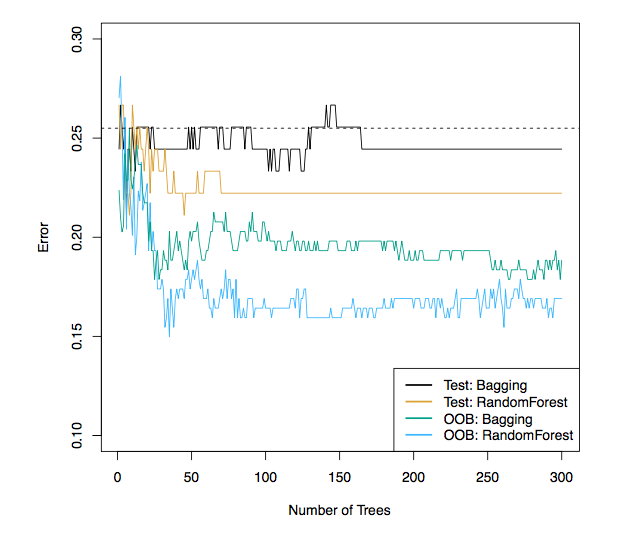 0.30
0.25
0.20
0.15
0.10
Error
0 50 100 150 200 250 300
Number of Trees
Test: Bagging
Test: RandomForest
OOB: Bagging
OOB: RandomForest